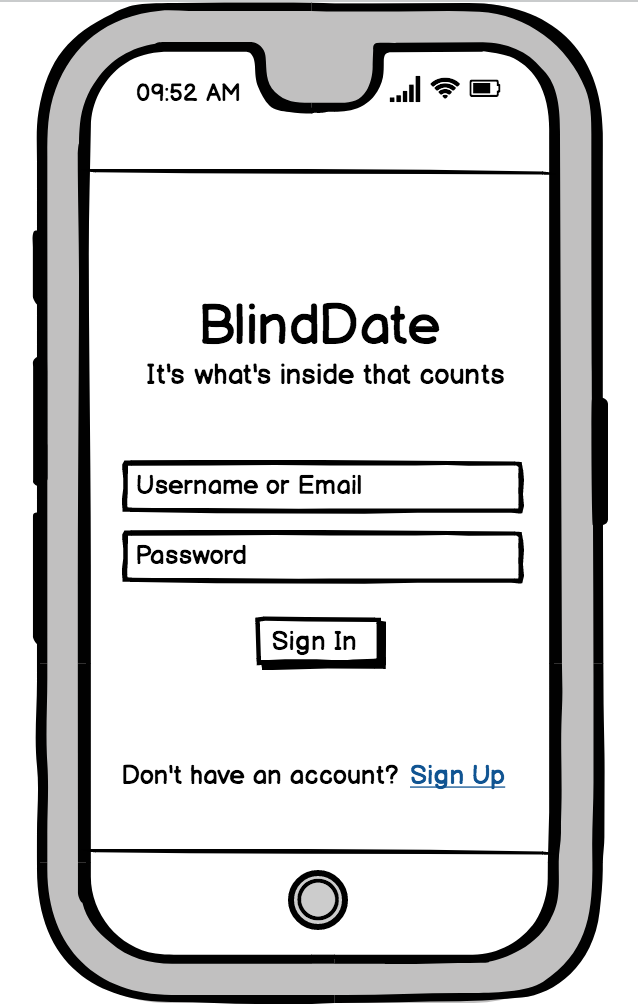 09:52 AM
BlindDate
It's what's inside that counts
Username or Email
Password
Sign In
Don't have an account? Sign Up